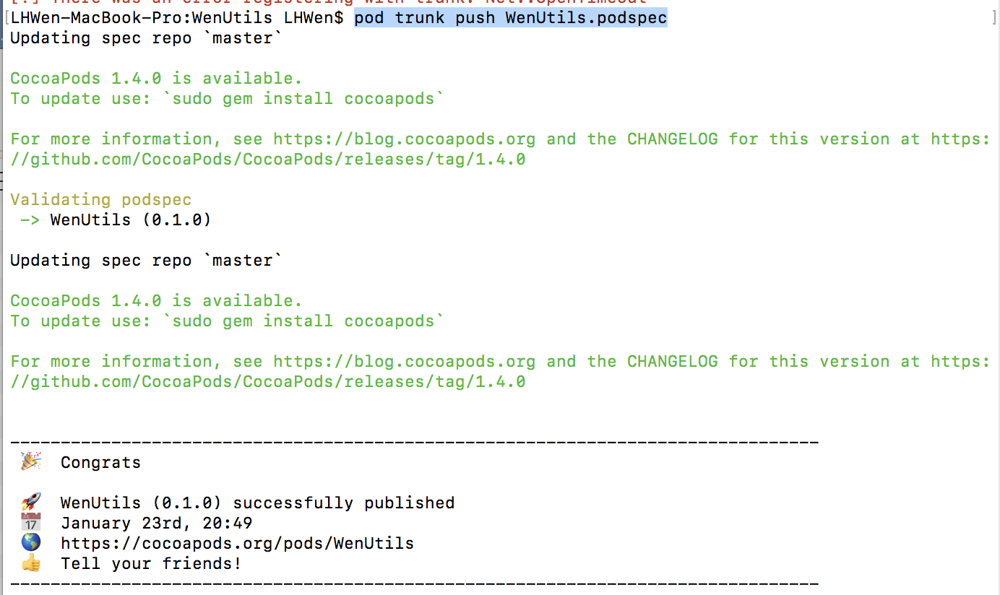 [!] There was an error registering with trunk: Net::OpenTimeout
[LHWen-MacBook-Pro:WenUtils LHWen$ pod trunk push WenUtils.podspec ]
Updating spec repo `master`
CocoaPods 1.4.0 is available.
To update use: `sudo gem install cocoapods`
For more information, see https://blog.cocoapods.org and the CHANGELOG for this version at https:
//github.com/CocoaPods/CocoaPods/releases/tag/1.4.0
Validating podspec
-> WenUtils (0.1.0)
Updating spec repo `master`
CocoaPods 1.4.0 is available.
To update use: `sudo gem install cocoapods`
For more information, see https://blog.cocoapods.org and the CHANGELOG for this version at https:
//github.com/CocoaPods/CocoaPods/releases/tag/1.4.0
--------------------------------------------------------------------------------
🎉 Congrats
🚀 WenUtils (0.1.0) successfully published
📅 January 23rd, 20:49
🌎 https://cocoapods.org/pods/WenUtils
👍 Tell your friends!
--------------------------------------------------------------------------------